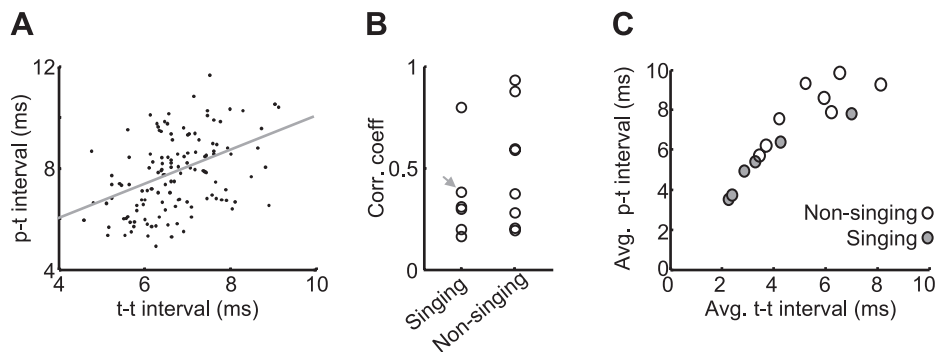 A
B
C
p-t interval (ms)
12
8
4
4
6
8
10
t-t interval (ms)
Corr. coeff
1
0.5
0
Singing
Non-singing
Avg. p-t interval (ms)
10
8
6
4
2
0
0
2
4
6
8
10
Avg. t-t interval (ms)
Non-singing
Singing